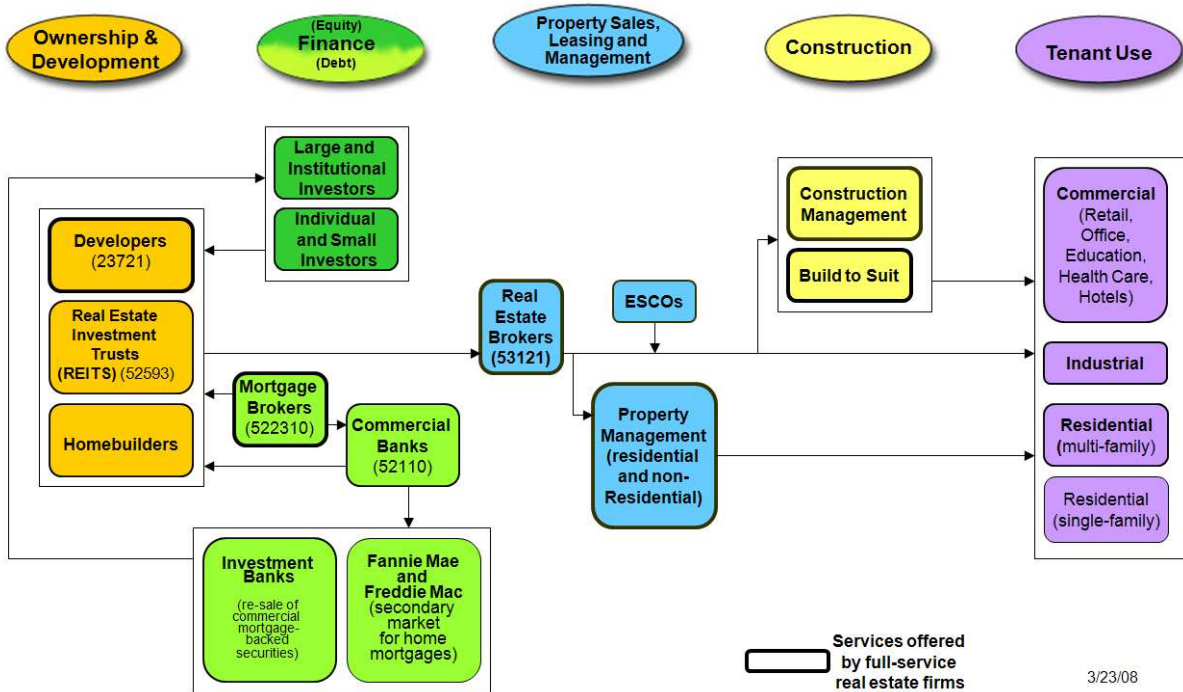 Ownership &
Development
(Equity)
Finance
(Debt)
Property Sales,
Leasing and
Management
Construction
Tenant Use
Large and
Institutional
Investors
Individual
and Small
Investors
Developers
(23721)
Real Estate
Investment
Trusts
(REITS) (52593)
Homebuilders
Mortgage
Brokers
(522310)
Commercial
Banks
(52110)
Investment
Banks
(re-sale of
commercial
mortgage-
backed
securities)
Fannie Mae
and
Freddie Mac
(secondary
market
for home
mortgages)
Real
Estate
Brokers
(53121)
ESCOs
Property
Management
(residential
and non-
Residential)
Construction
Management
Build to Suit
Commercial
(Retail,
Office,
Education,
Health Care,
Hotels)
Industrial
Residential
(multi-family)
Residential
(single-family)
Services offered
by full-service
real estate firms
3/23/08